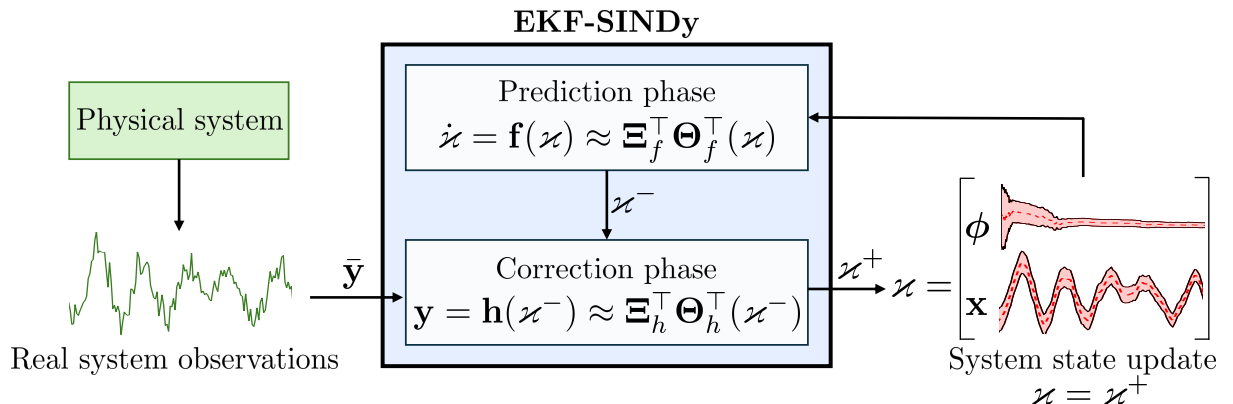 EKF-SINDy
Physical system
Prediction phase
ϰ̇ = f(ϰ) ≈ Ξ_f^⊤ Θ_f^⊤(ϰ)
ϰ⁻
ȳ
Correction phase
y = h(ϰ⁻) ≈ Ξ_h^⊤ Θ_h^⊤(ϰ⁻)
ϰ⁺
ϰ =
ϕ
x
Real system observations
System state update
ϰ = ϰ⁺